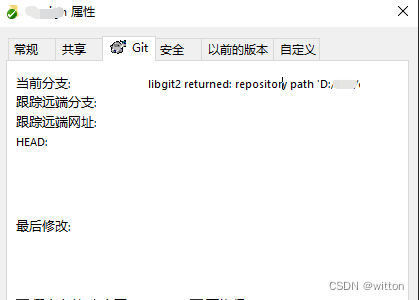 属性
常规 共享 Git 安全 以前的版本 自定义
当前分支: libgit2 returned: repository path 'D:/
跟踪远端分支:
跟踪远端网址:
HEAD:
最后修改:
CSDN @witton